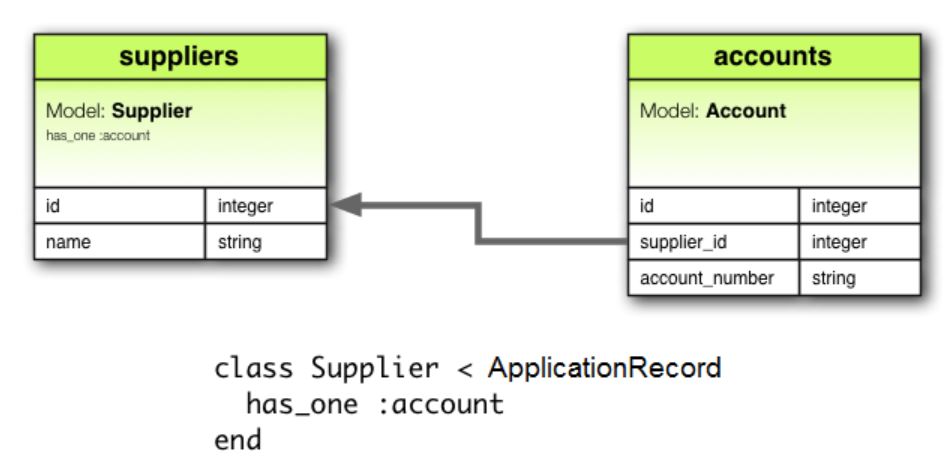 suppliers
Model: Supplier
has_one :account
id integer
name string
accounts
Model: Account
id integer
supplier_id integer
account_number string
class Supplier < ApplicationRecord
  has_one :account
end